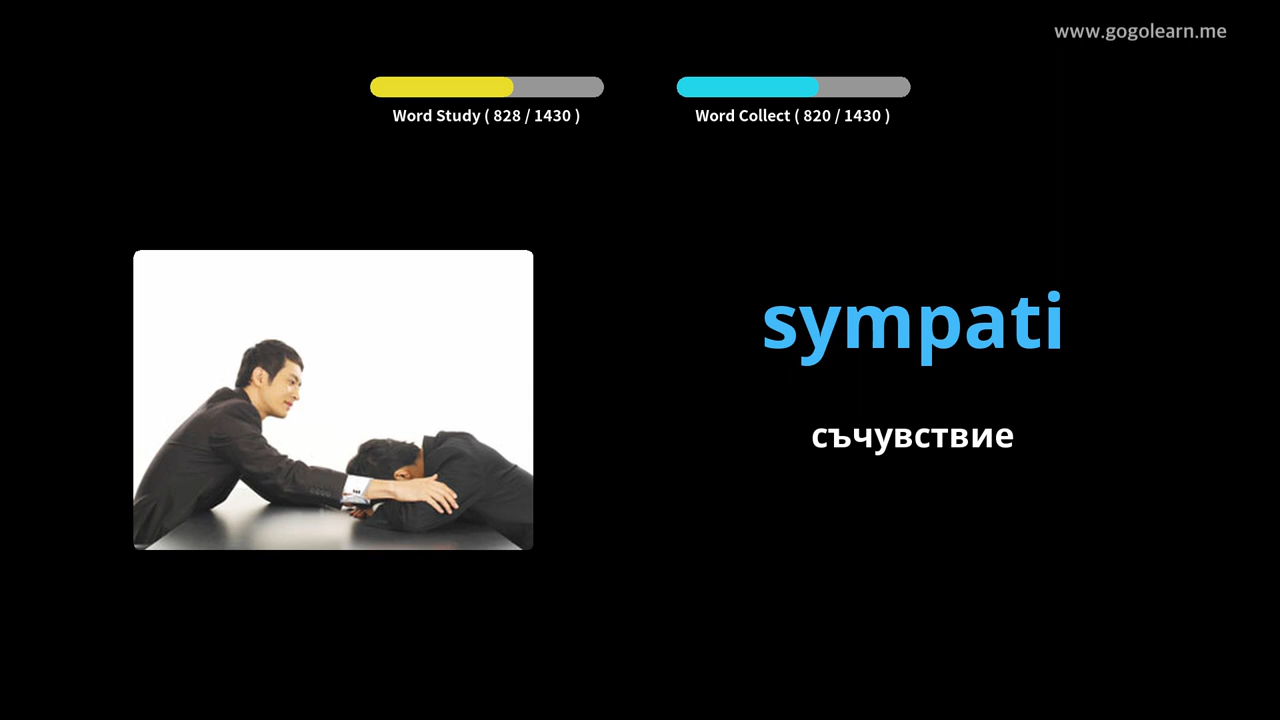 www.gogolearn.me
Word Study ( 828 / 1430 )
Word Collect ( 820 / 1430 )
sympati
съчувствие